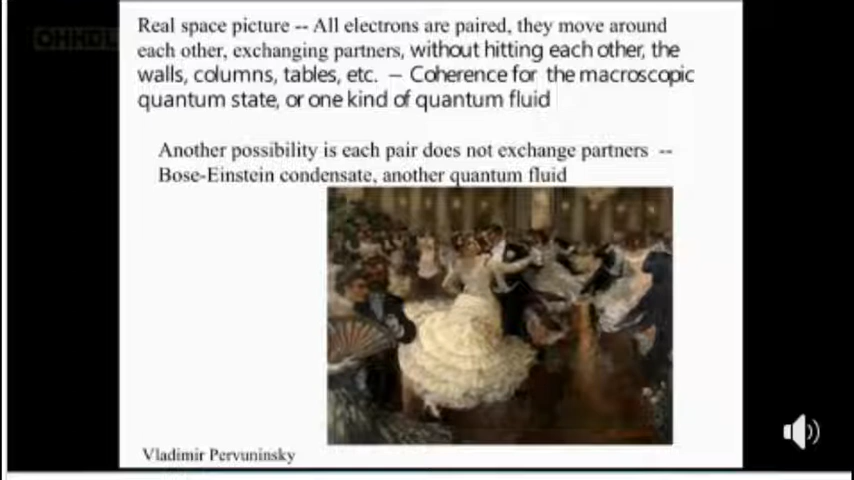 OHHDL
Real space picture -- All electrons are paired, they move around
each other, exchanging partners, without hitting each other, the
walls, columns, tables, etc. – Coherence for the macroscopic
quantum state, or one kind of quantum fluid
Another possibility is each pair does not exchange partners --
Bose-Einstein condensate, another quantum fluid
Vladimir Pervuninsky